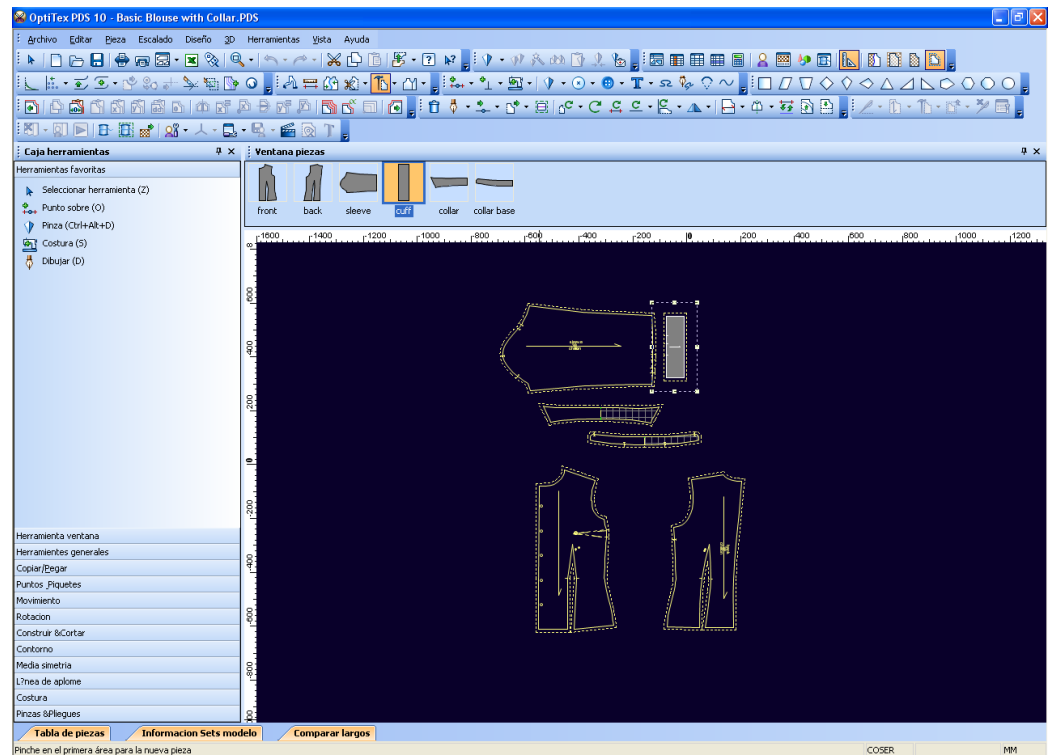 OptiTex PDS 10 - Basic Blouse with Collar.PDS
Archivo Editar Pieza Escalado Diseño 3D Herramientas Vista Ayuda
Caja herramientas
Ventana piezas
Herramientas favoritas
Seleccionar herramienta (Z)
Punto sobre (O)
Pinza (Ctrl+Alt+D)
Costura (S)
Dibujar (D)
front back sleeve cuff collar collar base
-1600 -1400 -1200 -1000 -800 -600 -400 -200 0 200 400 600 800 1000 1200
600
400
200
0
-200
-400
-600
-800
Herramienta ventana
Herramientes generales
Copiar/Pegar
Puntos _Piquetes
Movimiento
Rotacion
Construir &Cortar
Contorno
Media simetria
L?nea de aplome
Costura
Pinzas &Pliegues
Tabla de piezas Informacion Sets modelo Comparar largos
Pinche en el primera área para la nueva pieza COSER MM